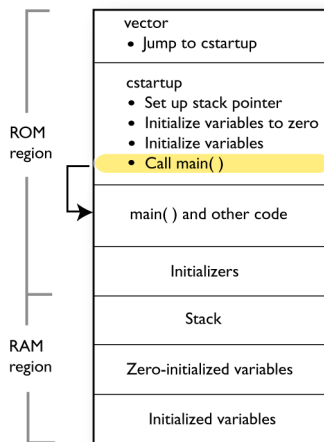 vector
• Jump to cstartup
cstartup
• Set up stack pointer
• Initialize variables to zero
• Initialize variables
• Call main( )
ROM
region
main( ) and other code
Initializers
Stack
RAM
region
Zero-initialized variables
Initialized variables